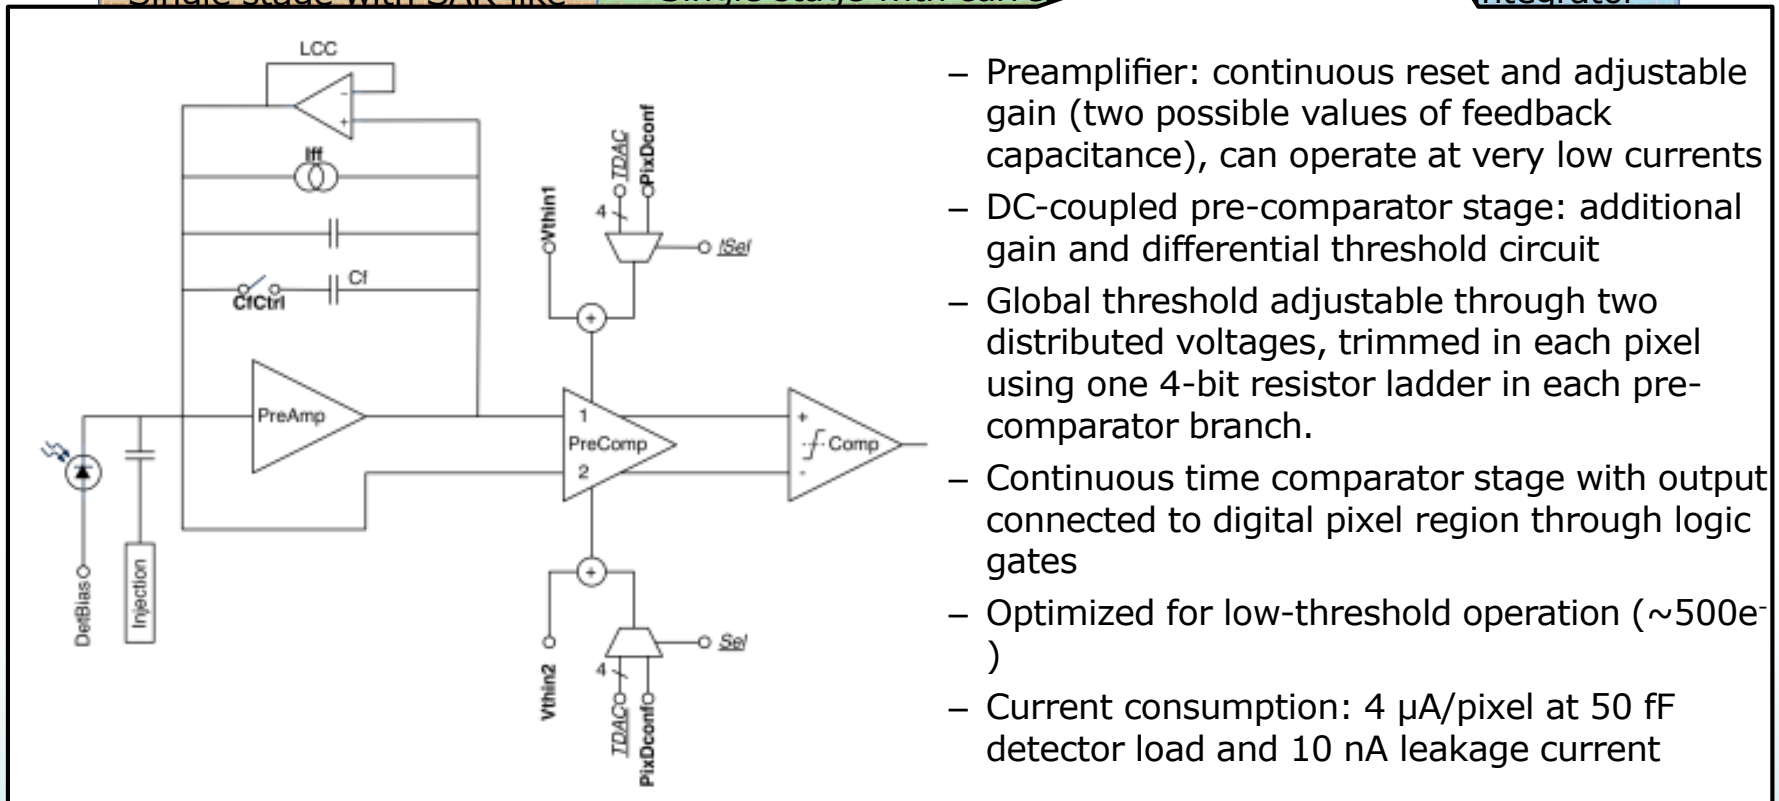 LCC
Iff
CfCtrl
Cf
PreAmp
DetBias
Injection
Vthin1
TDAC
PixDconf
4
!Sel
+
1
PreComp
2
+
Comp
-
+
Vthin2
4
Sel
TDAC
PixDconf
– Preamplifier: continuous reset and adjustable
gain (two possible values of feedback
capacitance), can operate at very low currents
– DC-coupled pre-comparator stage: additional
gain and differential threshold circuit
– Global threshold adjustable through two
distributed voltages, trimmed in each pixel
using one 4-bit resistor ladder in each pre-
comparator branch.
– Continuous time comparator stage with output
connected to digital pixel region through logic
gates
– Optimized for low-threshold operation (~500e-
)
– Current consumption: 4 µA/pixel at 50 fF
detector load and 10 nA leakage current